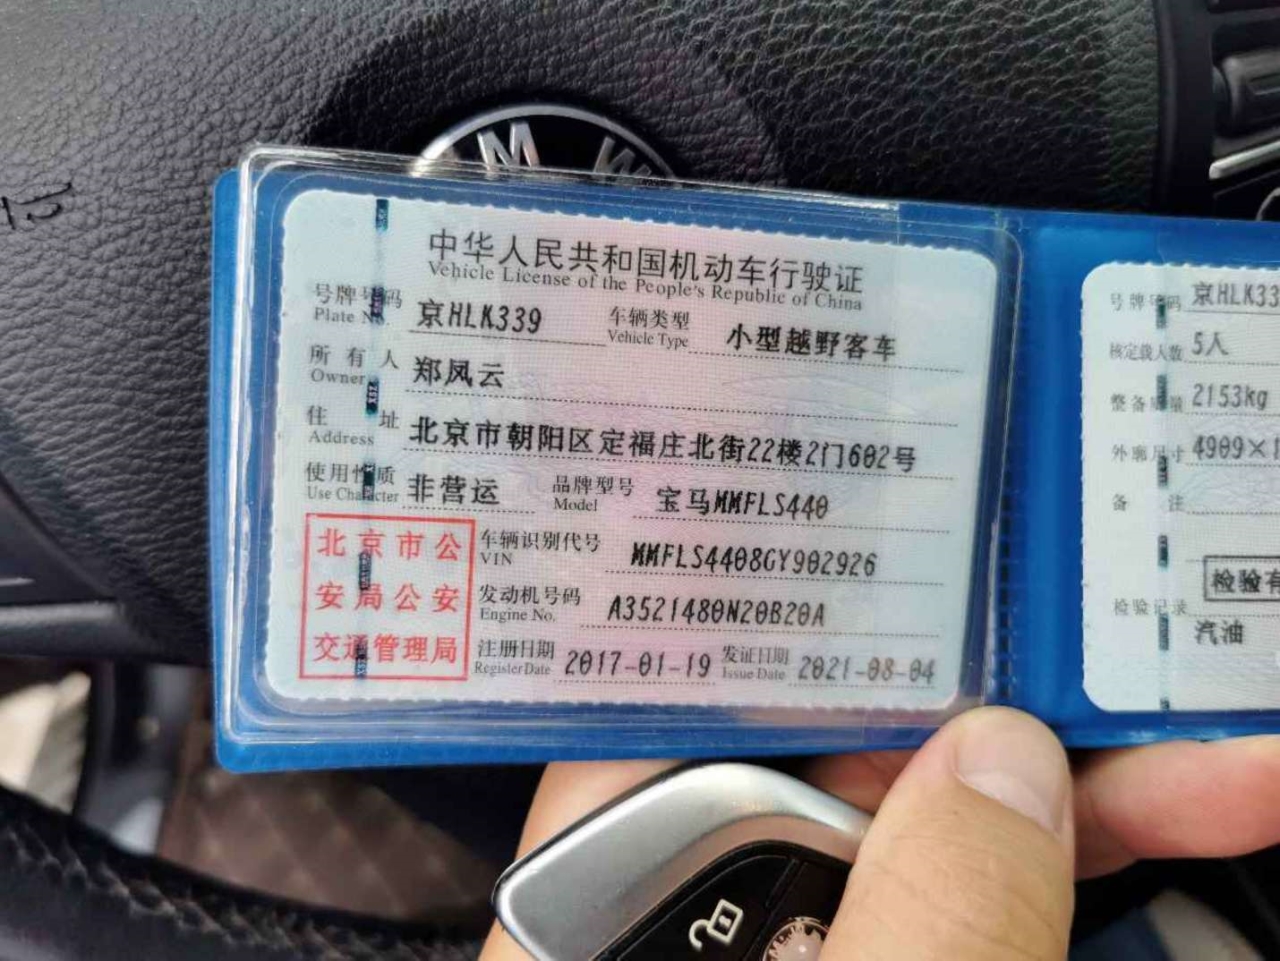 M W
中华人民共和国机动车行驶证
Vehicle License of the People's Republic of China
号牌号码 京HLK339 车辆类型 小型越野客车
Plate No. Vehicle Type
所有人 郑凤云
Owner
住址 北京市朝阳区定福庄北街22楼2门602号
Address
使用性质 非营运 品牌型号 宝马MMFLS440
Use Character Model
北京市公
安局公安
交通管理局
车辆识别代号 MMFLS4408GY902926
VIN
发动机号码 A3521480N20B20A
Engine No.
注册日期 2017-01-19 发证日期 2021-08-04
Register Date Issue Date
号牌号码 京HLK33
核定载人数 5人
整备质量 2153kg
外廓尺寸 4909×1
备注
检验有
检验记录
汽油